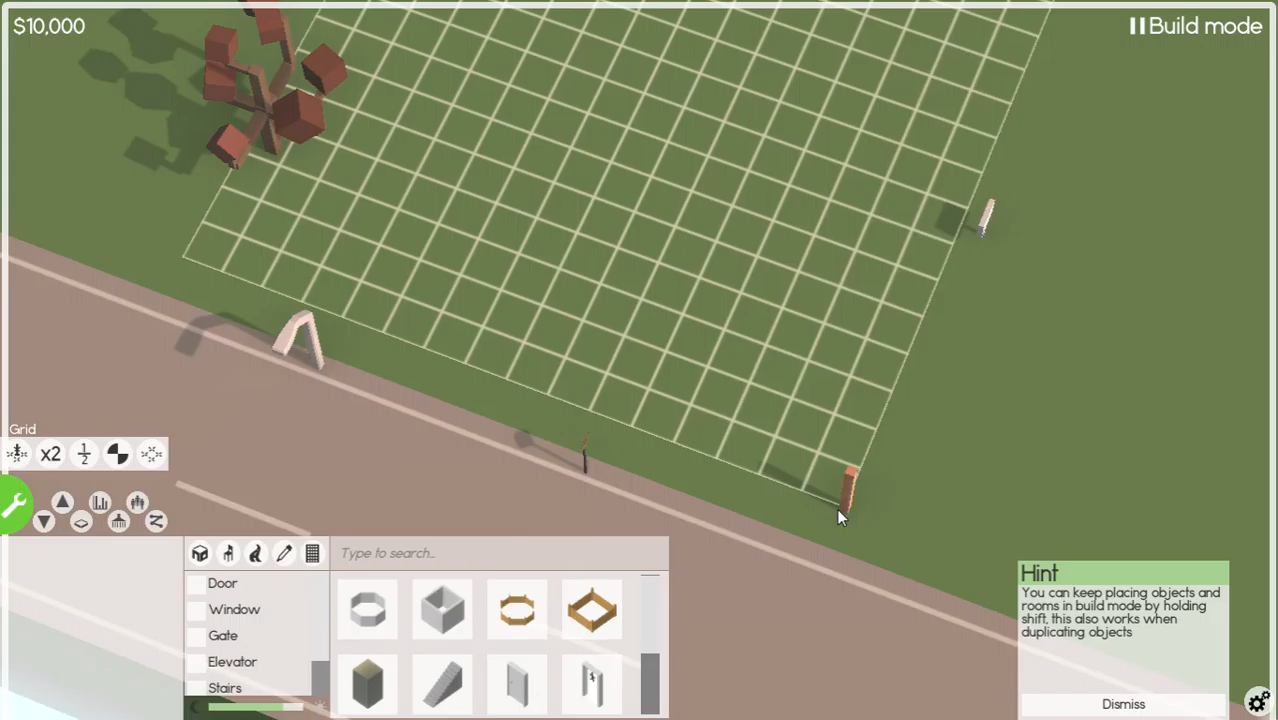 $10,000
Build mode
Grid
x2
1/2
Type to search...
Door
Window
Gate
Elevator
Stairs
Hint
You can keep placing objects and
rooms in build mode by holding
shift, this also works when
duplicating objects
Dismiss